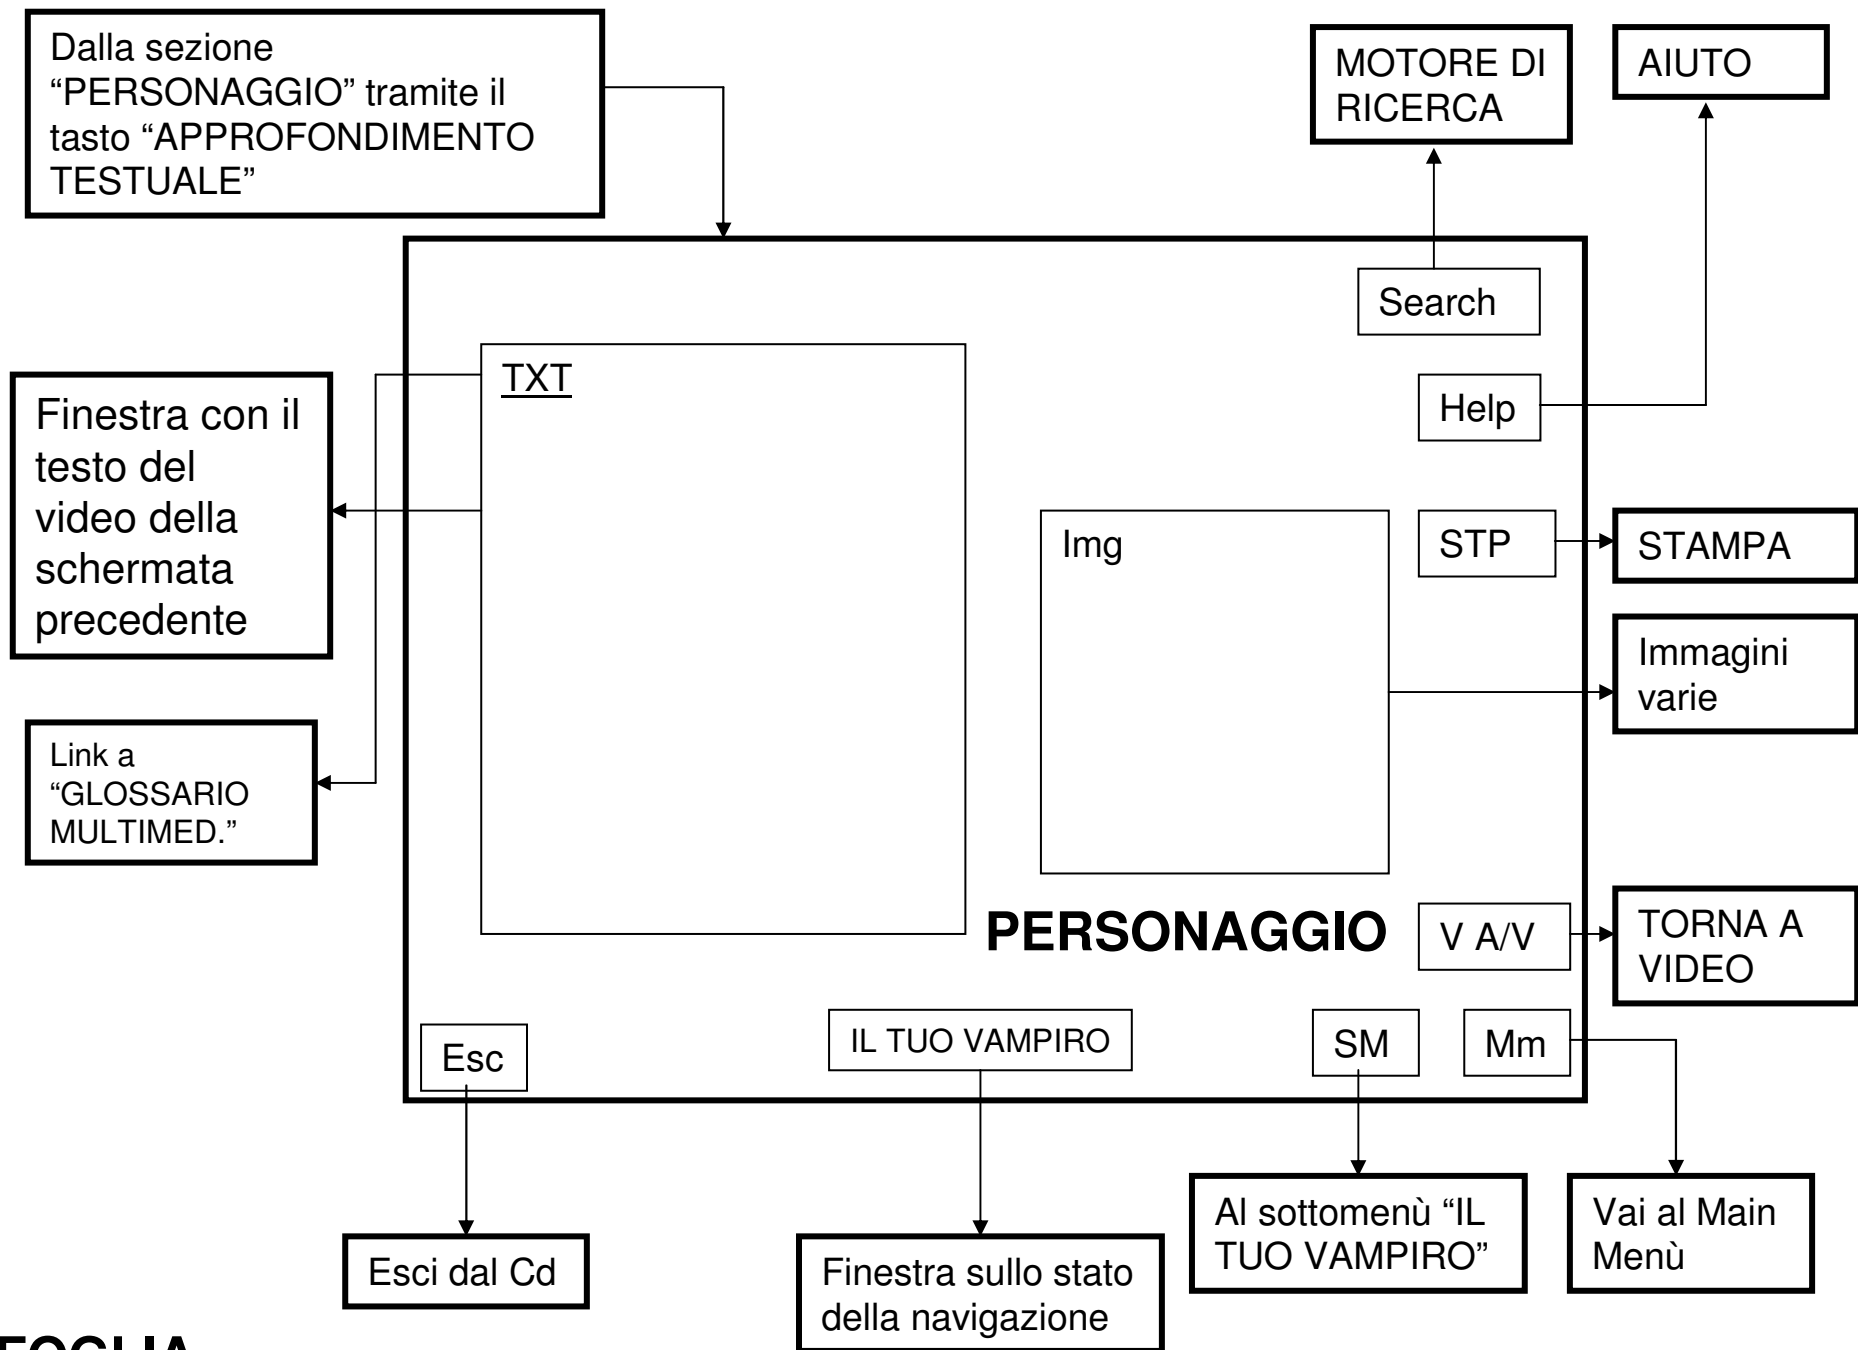 Dalla sezione
“PERSONAGGIO” tramite il
tasto “APPROFONDIMENTO
TESTUALE”
MOTORE DI
RICERCA
AIUTO
Search
TXT
Help
Finestra con il
testo del
video della
schermata
precedente
Img
STP
STAMPA
Immagini
varie
Link a
“GLOSSARIO
MULTIMED.”
PERSONAGGIO
V A/V
TORNA A
VIDEO
Esc
IL TUO VAMPIRO
SM
Mm
Esci dal Cd
Finestra sullo stato
della navigazione
Al sottomenù “IL
TUO VAMPIRO”
Vai al Main
Menù